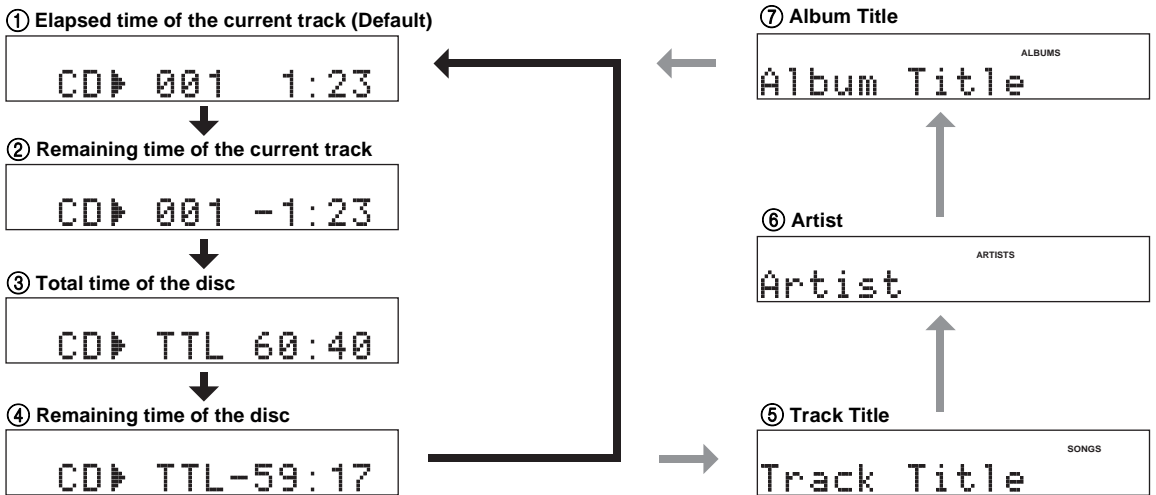 ① Elapsed time of the current track (Default)
CD▶ 001 1:23
② Remaining time of the current track
CD▶ 001 -1:23
③ Total time of the disc
CD▶ TTL 60:40
④ Remaining time of the disc
CD▶ TTL-59:17
⑦ Album Title
ALBUMS
Album Title
⑥ Artist
ARTISTS
Artist
⑤ Track Title
SONGS
Track Title